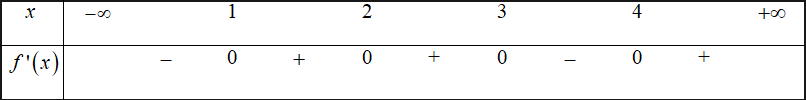 x −∞ 1 2 3 4 +∞
f'(x) − 0 + 0 + 0 − 0 +